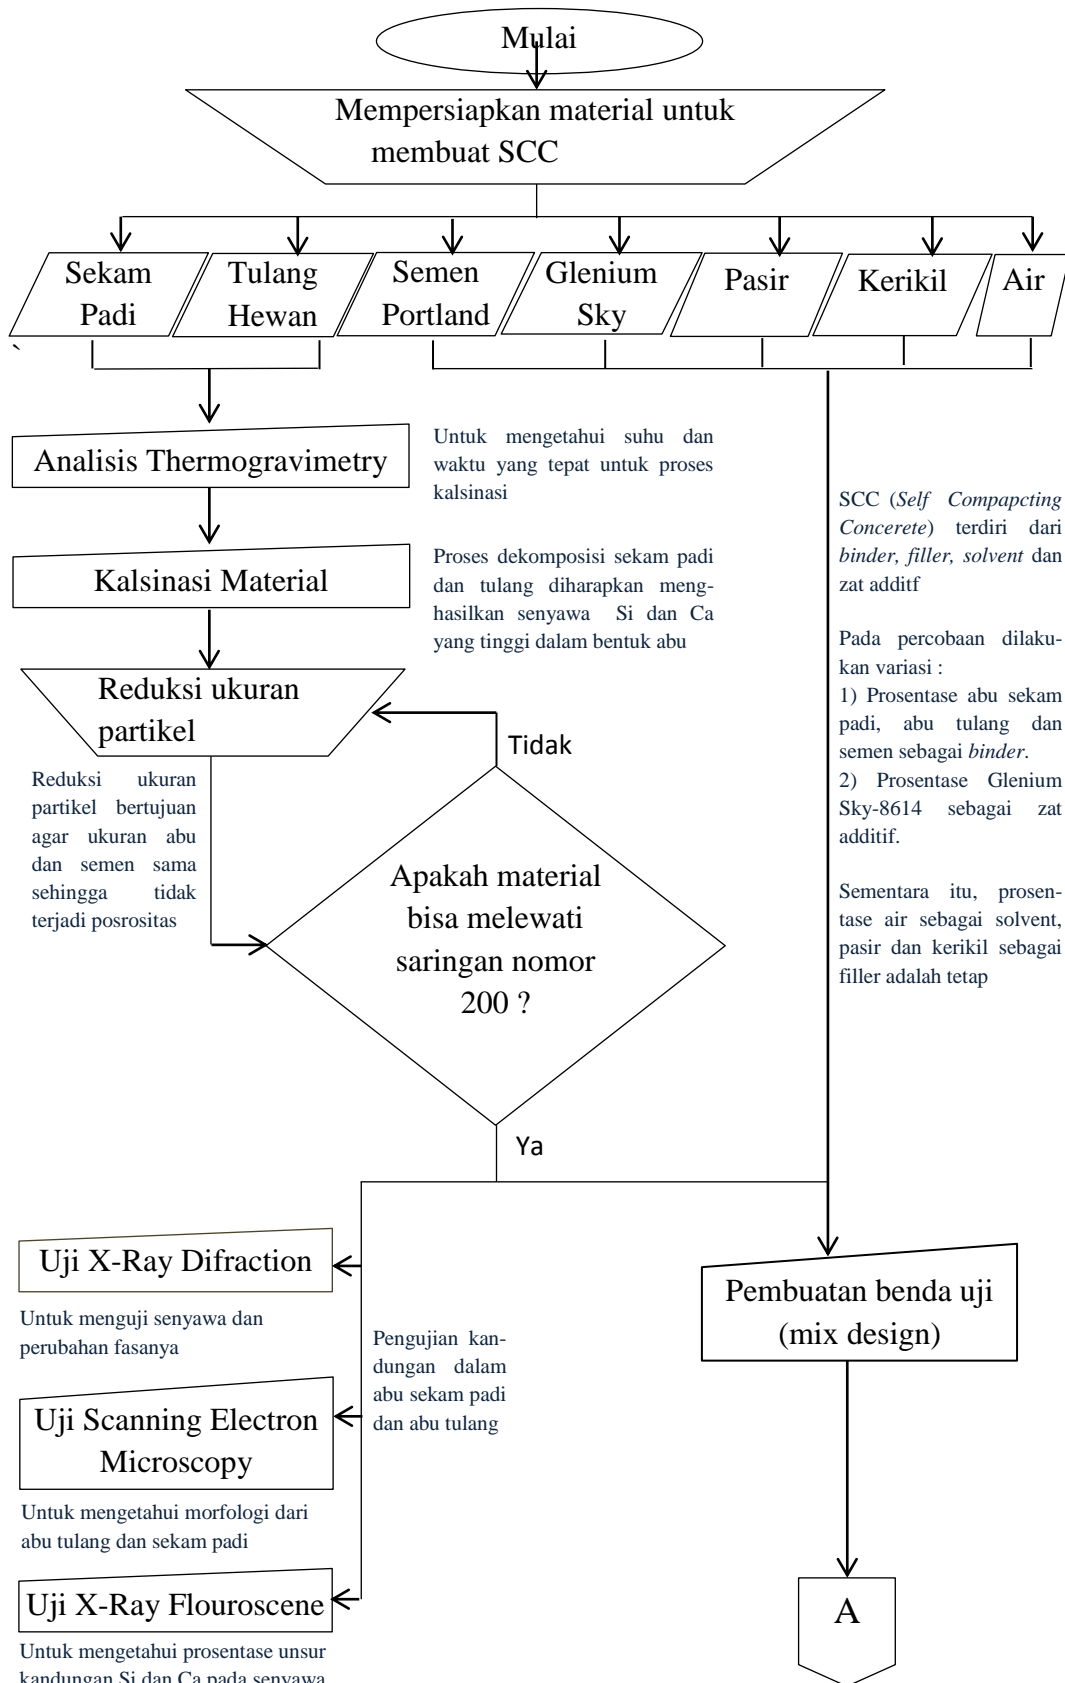 Mulai
Mempersiapkan material untuk
membuat SCC
Sekam
Padi
Tulang
Hewan
Semen
Portland
Glenium
Sky
Pasir
Kerikil
Air
`
Analisis Thermogravimetry
Untuk mengetahui suhu dan
waktu yang tepat untuk proses
kalsinasi
Kalsinasi Material
Proses dekomposisi sekam padi
dan tulang diharapkan meng-
hasilkan senyawa Si dan Ca
yang tinggi dalam bentuk abu
Reduksi ukuran
partikel
Tidak
Reduksi ukuran
partikel bertujuan
agar ukuran abu
dan semen sama
sehingga tidak
terjadi posrositas
Apakah material
bisa melewati
saringan nomor
200 ?
Ya
SCC (Self Compapcting
Concerete) terdiri dari
binder, filler, solvent dan
zat additf
Pada percobaan dilaku-
kan variasi :
1) Prosentase abu sekam
padi, abu tulang dan
semen sebagai binder.
2) Prosentase Glenium
Sky-8614 sebagai zat
additif.
Sementara itu, prosen-
tase air sebagai solvent,
pasir dan kerikil sebagai
filler adalah tetap
Uji X-Ray Difraction
Untuk menguji senyawa dan
perubahan fasanya
Pengujian kan-
dungan dalam
abu sekam padi
dan abu tulang
Uji Scanning Electron
Microscopy
Untuk mengetahui morfologi dari
abu tulang dan sekam padi
Uji X-Ray Flouroscene
Untuk mengetahui prosentase unsur
kandungan Si dan Ca pada senyawa
Pembuatan benda uji
(mix design)
A